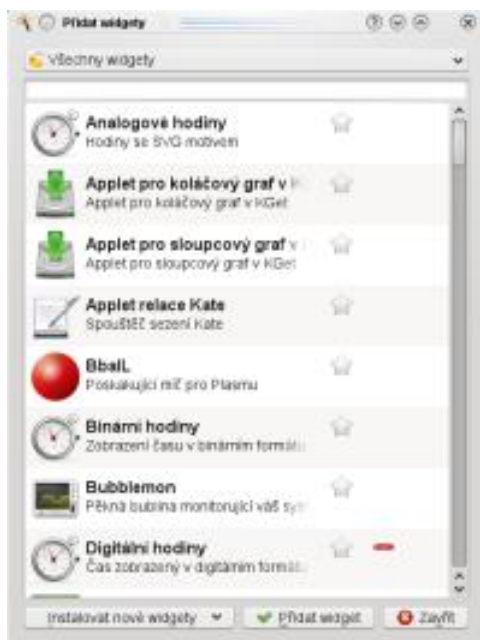 Přidat widgety
Všechny widgety
Analogové hodiny
Hodiny se SVG motivem
Applet pro koláčový graf v
Applet pro koláčový graf v KGet
Applet pro sloupcový graf v
Applet pro sloupcový graf v KGet
Applet relace Kate
Spouštěč sezení Kate
BbalL
Poskakující míč pro Plasmu
Binární hodiny
Zobrazení času v binárním formátu
Bubblemon
Pěkná bublina monitorující váš sys
Digitální hodiny
Čas zobrazený v digitálním formátu
Instalovat nové widgety
Přidat widget
Zavřít